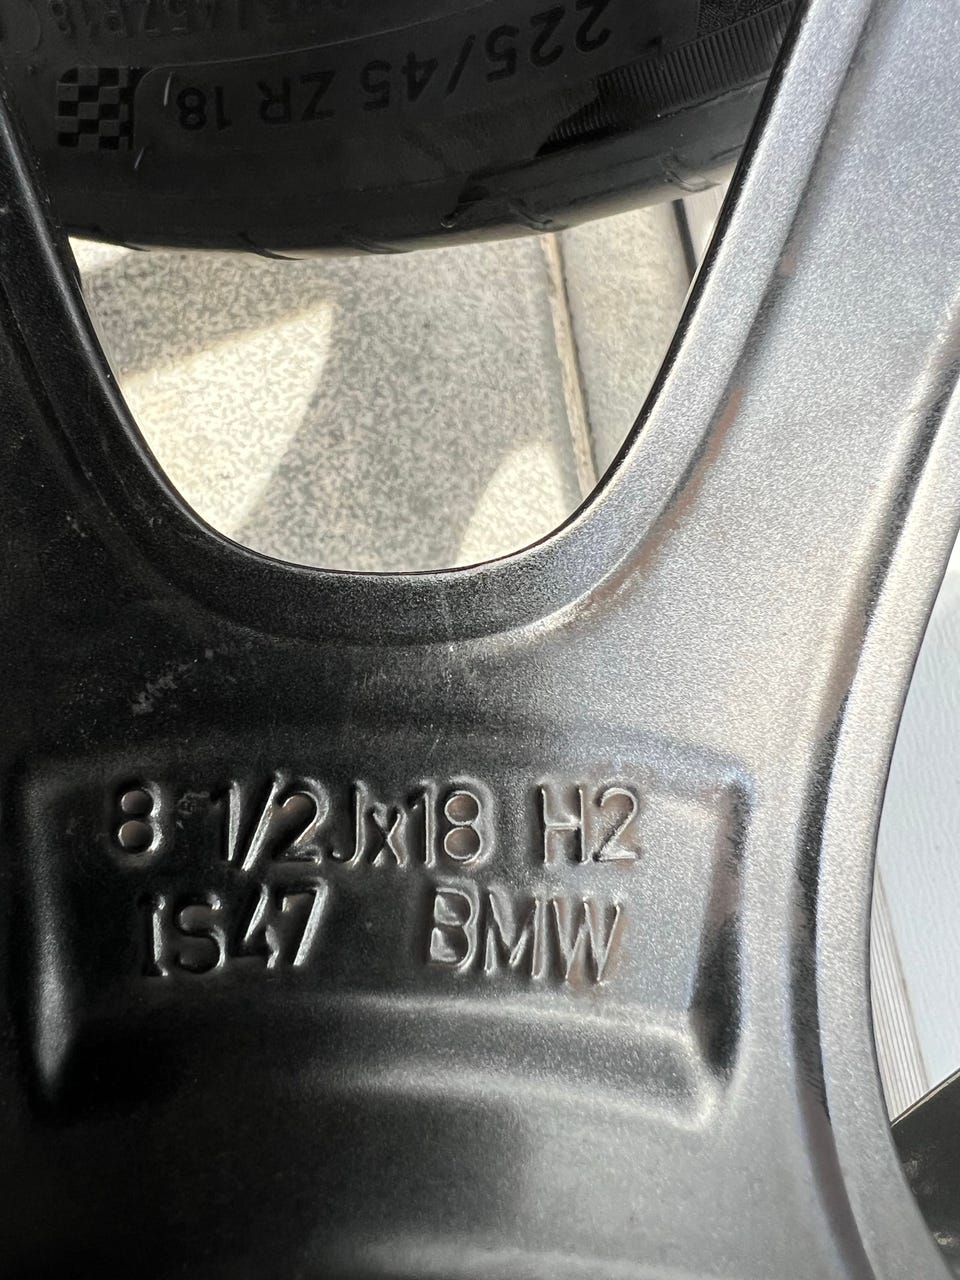 225/45 ZR 18
8 1/2Jx18 H2
IS47 BMW